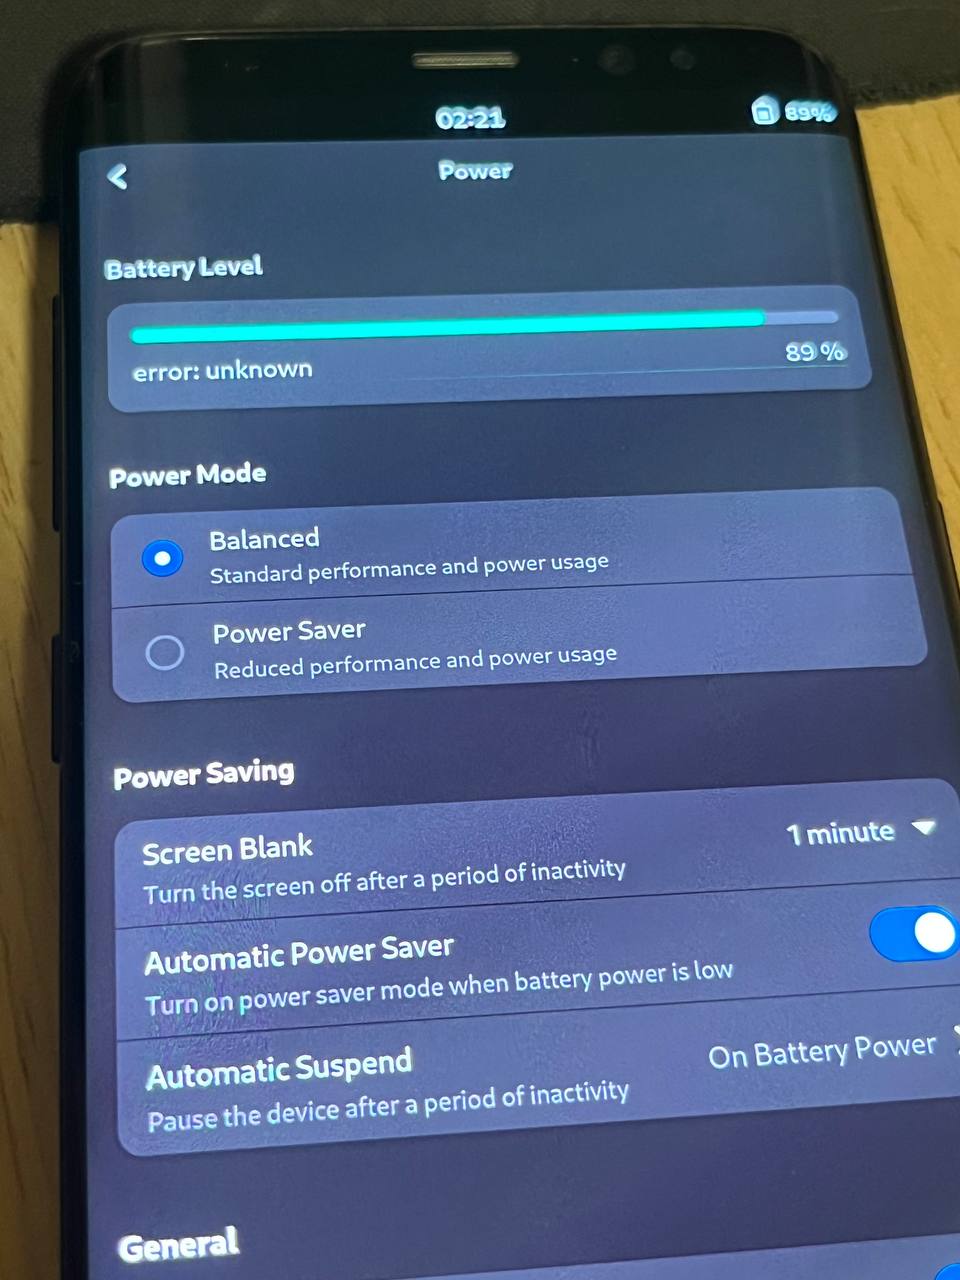 02:21
89%
Power
Battery Level
error: unknown
89 %
Power Mode
Balanced
Standard performance and power usage
Power Saver
Reduced performance and power usage
Power Saving
Screen Blank
1 minute
Turn the screen off after a period of inactivity
Automatic Power Saver
Turn on power saver mode when battery power is low
Automatic Suspend
On Battery Power
Pause the device after a period of inactivity
General